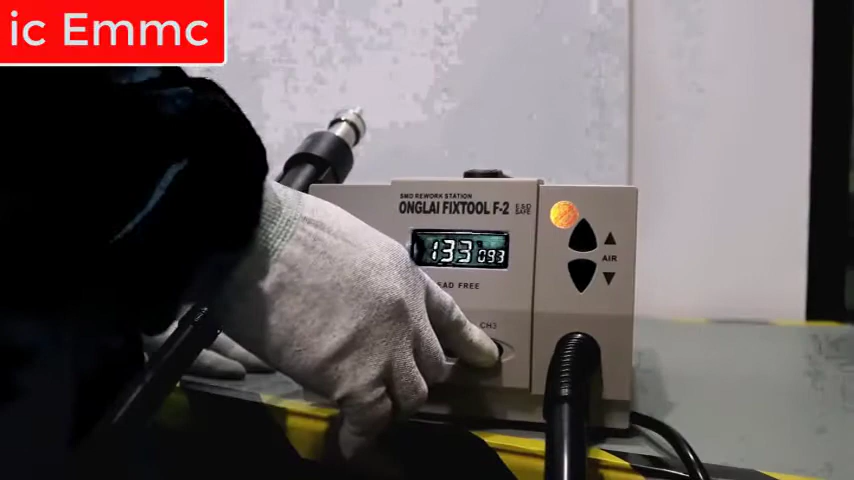 ic Emmc
SMD REWORK STATION
ONGLAI FIXTOOL F-2 ESD SAFE
133 093
EAD FREE
AIR
CH3